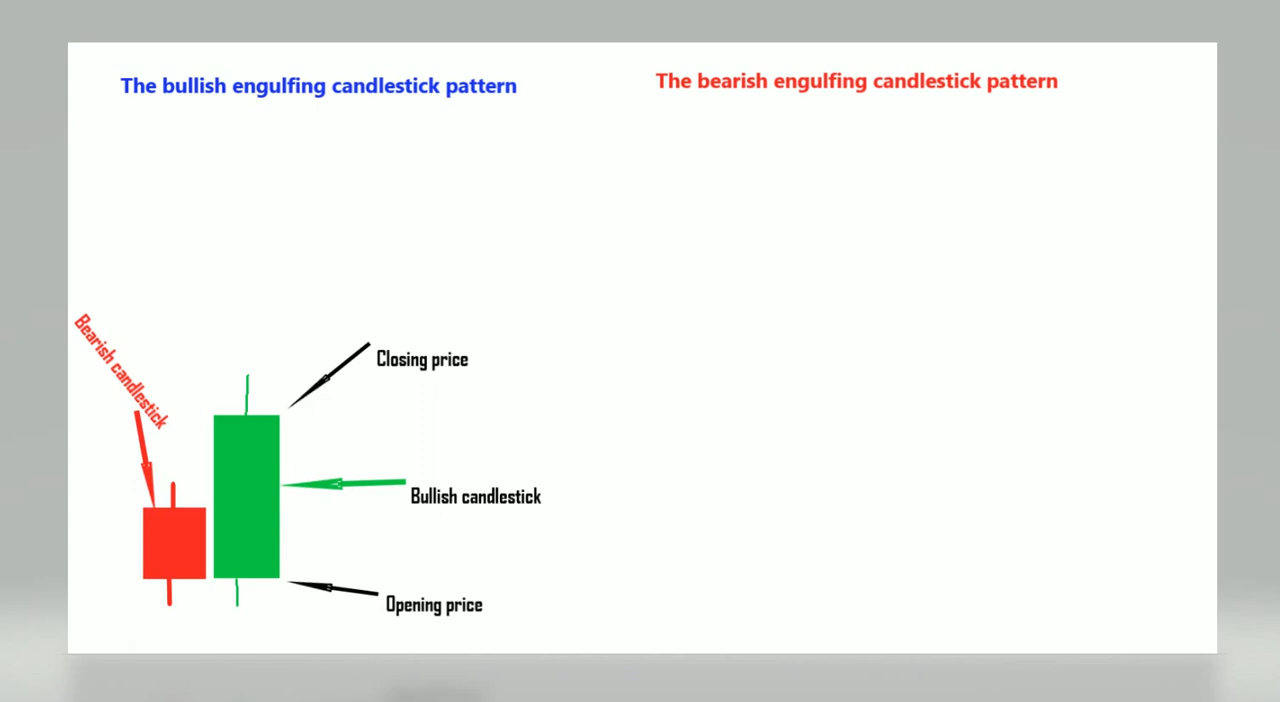 The bullish engulfing candlestick pattern
The bearish engulfing candlestick pattern
Bearish candlestick
Closing price
Bullish candlestick
Opening price